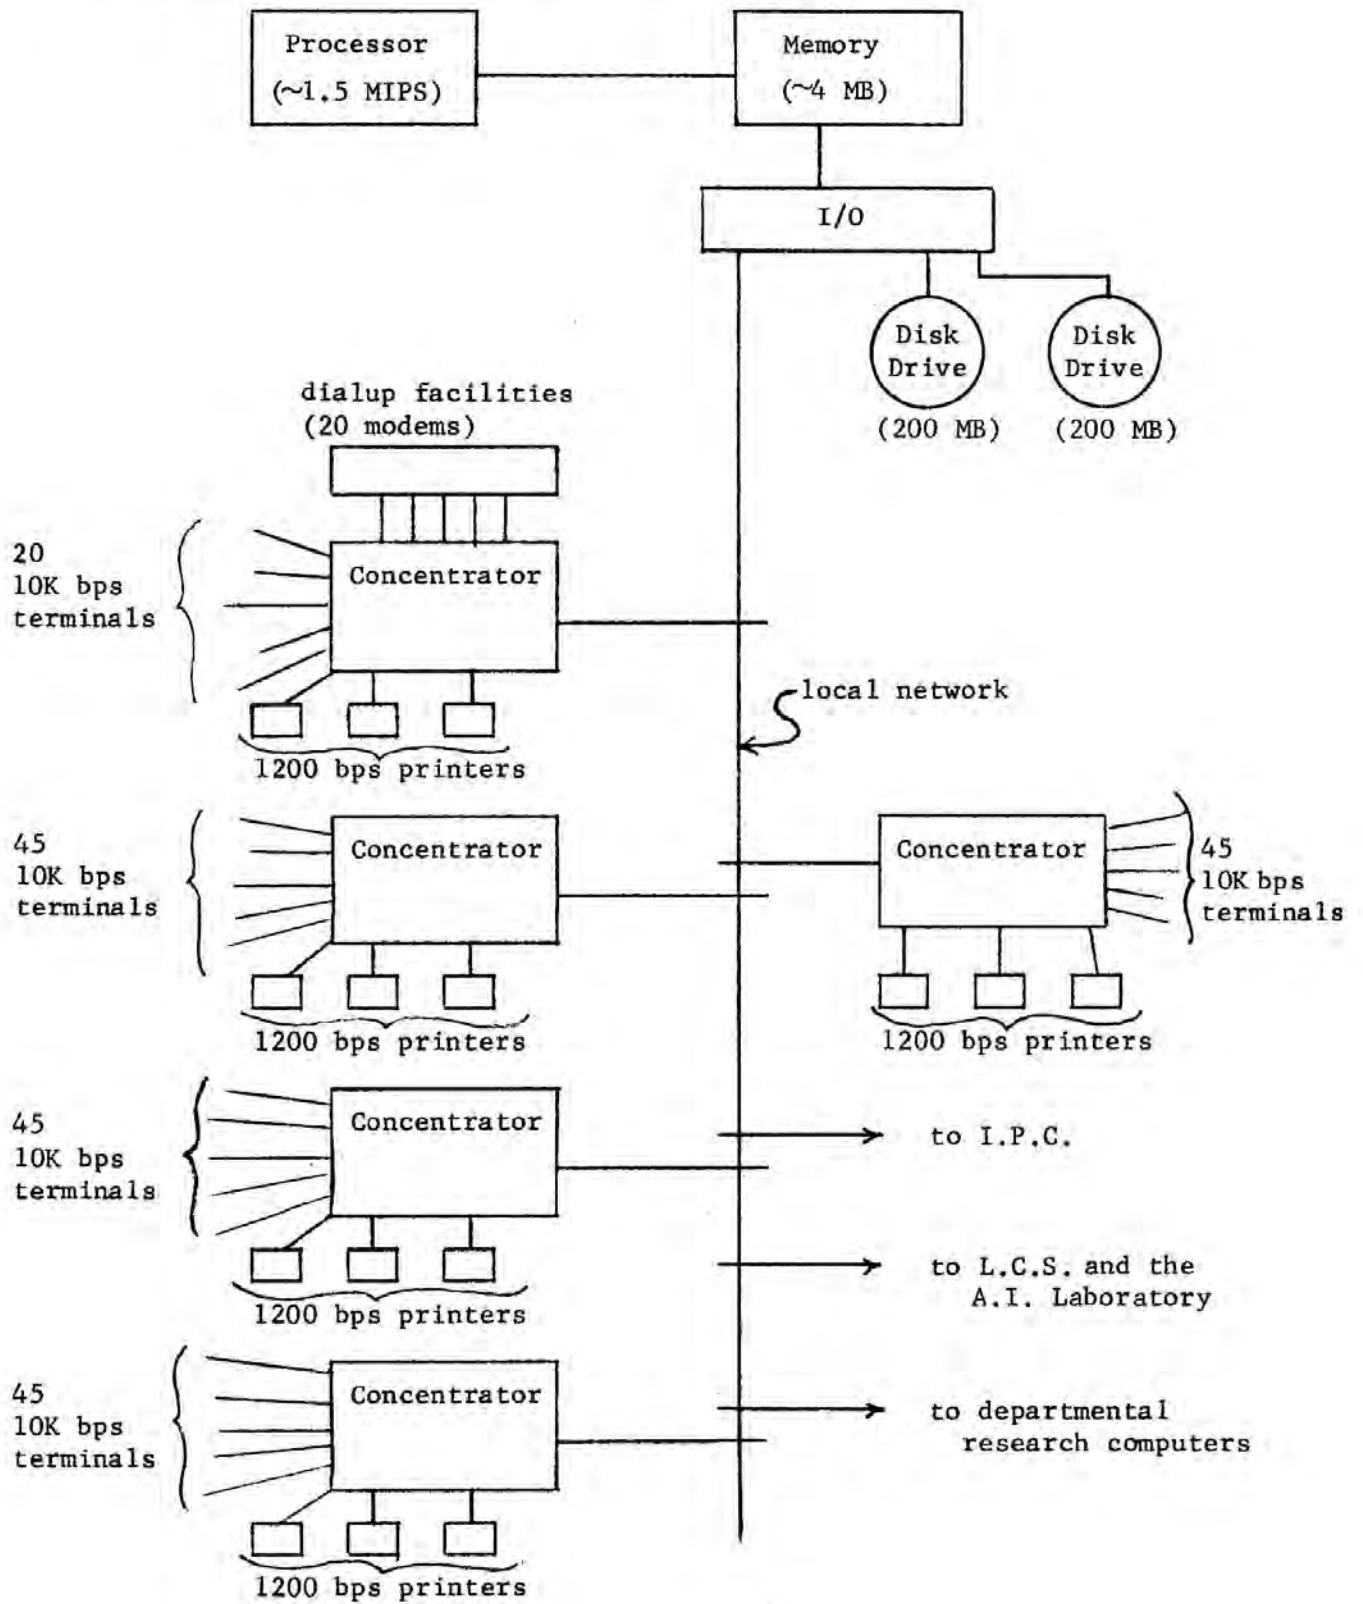 Processor
(~1.5 MIPS)
Memory
(~4 MB)
I/O
Disk
Drive
(200 MB)
Disk
Drive
(200 MB)
dialup facilities
(20 modems)
20
10K bps
terminals
Concentrator
1200 bps printers
local network
45
10K bps
terminals
Concentrator
1200 bps printers
Concentrator
45
10K bps
terminals
1200 bps printers
45
10K bps
terminals
Concentrator
1200 bps printers
to I.P.C.
to L.C.S. and the
A.I. Laboratory
45
10K bps
terminals
Concentrator
1200 bps printers
to departmental
research computers